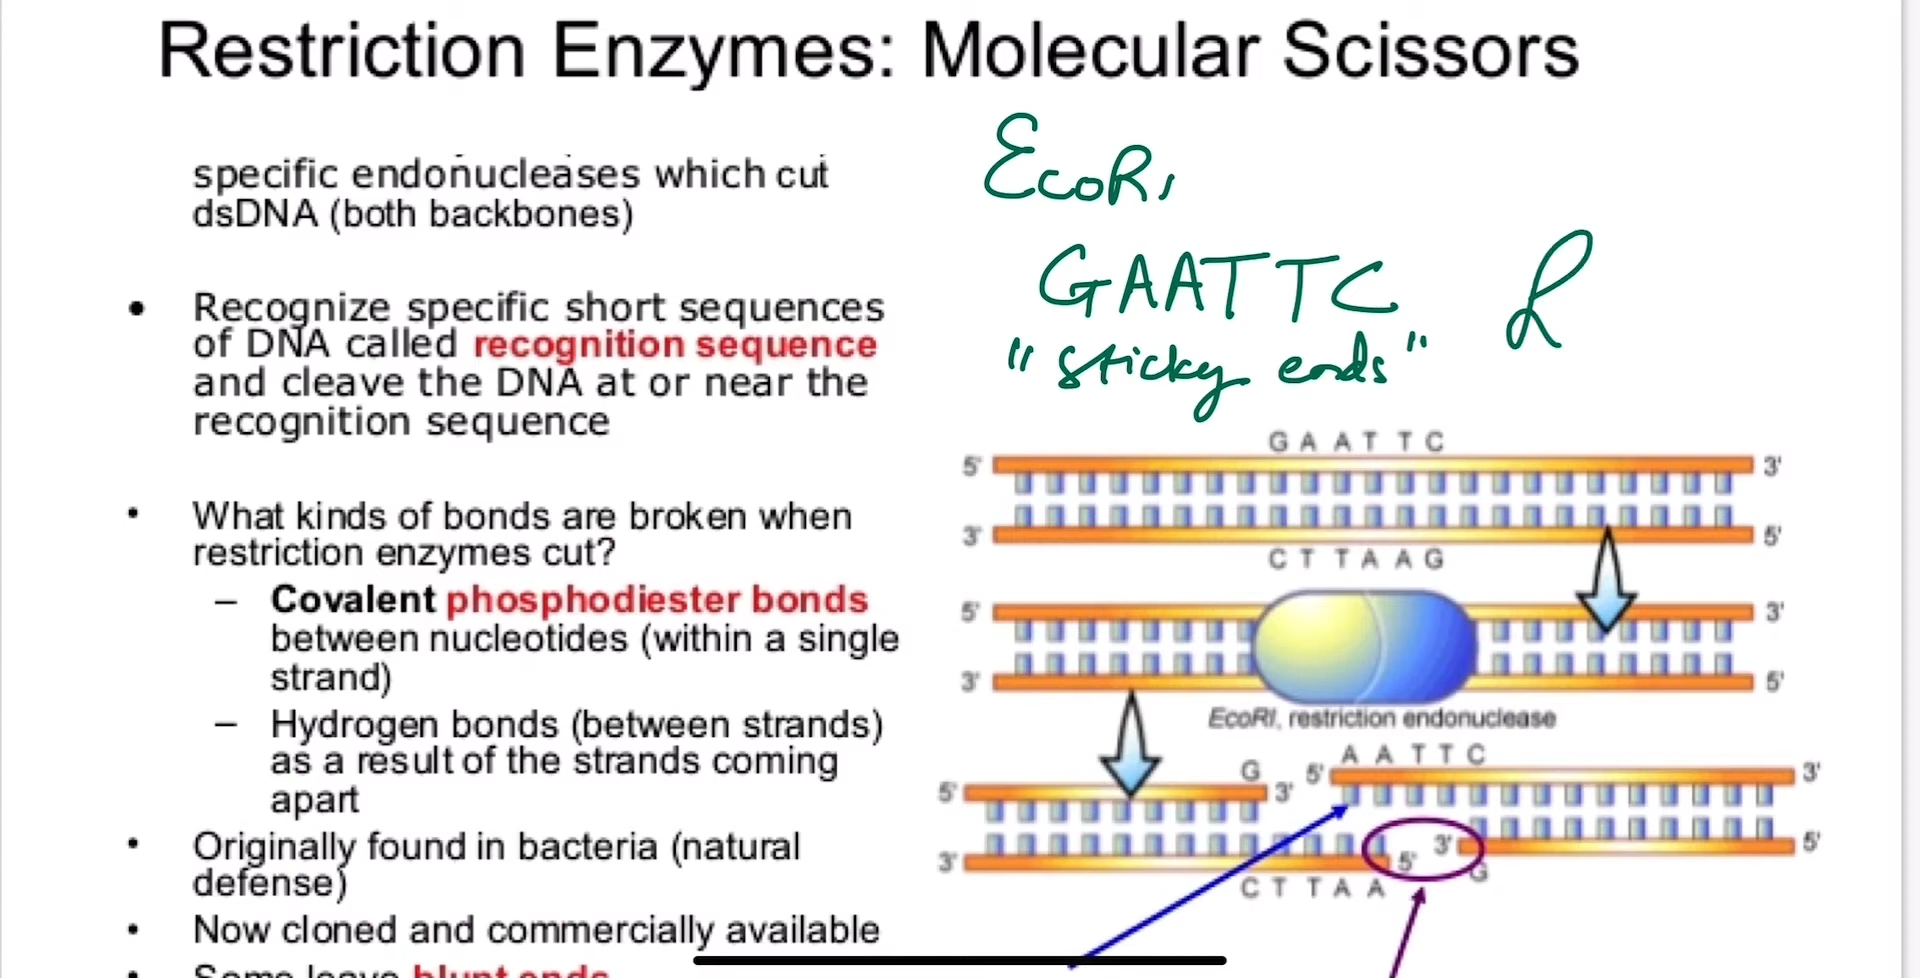 Restriction Enzymes: Molecular Scissors
specific endonucleases which cut
dsDNA (both backbones)
• Recognize specific short sequences
of DNA called recognition sequence
and cleave the DNA at or near the
recognition sequence
• What kinds of bonds are broken when
restriction enzymes cut?
– Covalent phosphodiester bonds
between nucleotides (within a single
strand)
– Hydrogen bonds (between strands)
as a result of the strands coming
apart
• Originally found in bacteria (natural
defense)
• Now cloned and commercially available
• Some leave blunt ends
EcoRI
GAATTC
"sticky ends"
G A A T T C
5' 3'
3' 5'
C T T A A G
5' 3'
3' 5'
EcoRI, restriction endonuclease
A A T T C
G 5' 3'
5' 3'
3' 5'
3' 5'
G
C T T A A